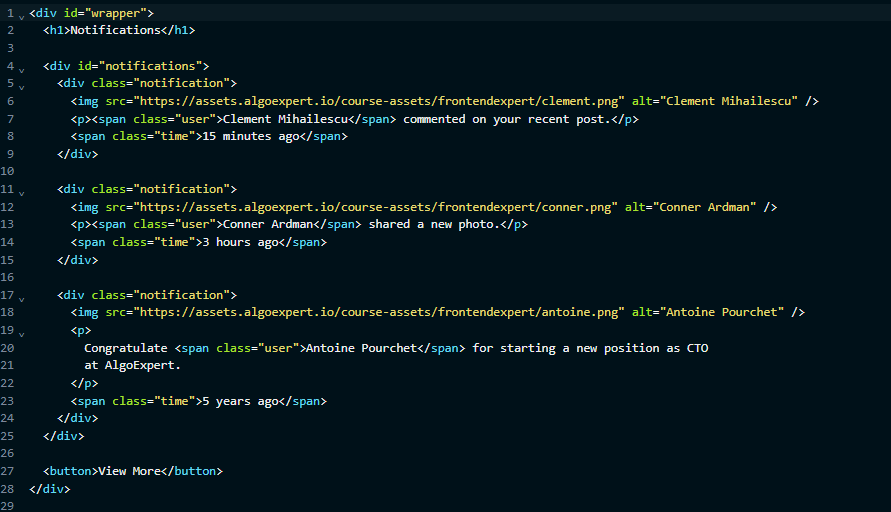 1 <div id="wrapper">
2   <h1>Notifications</h1>
3
4   <div id="notifications">
5     <div class="notification">
6       <img src="https://assets.algoexpert.io/course-assets/frontendexpert/clement.png" alt="Clement Mihailescu" />
7       <p><span class="user">Clement Mihailescu</span> commented on your recent post.</p>
8       <span class="time">15 minutes ago</span>
9     </div>
10
11     <div class="notification">
12       <img src="https://assets.algoexpert.io/course-assets/frontendexpert/conner.png" alt="Conner Ardman" />
13       <p><span class="user">Conner Ardman</span> shared a new photo.</p>
14       <span class="time">3 hours ago</span>
15     </div>
16
17     <div class="notification">
18       <img src="https://assets.algoexpert.io/course-assets/frontendexpert/antoine.png" alt="Antoine Pourchet" />
19       <p>
20         Congratulate <span class="user">Antoine Pourchet</span> for starting a new position as CTO
21         at AlgoExpert.
22       </p>
23       <span class="time">5 years ago</span>
24     </div>
25   </div>
26
27   <button>View More</button>
28 </div>
29